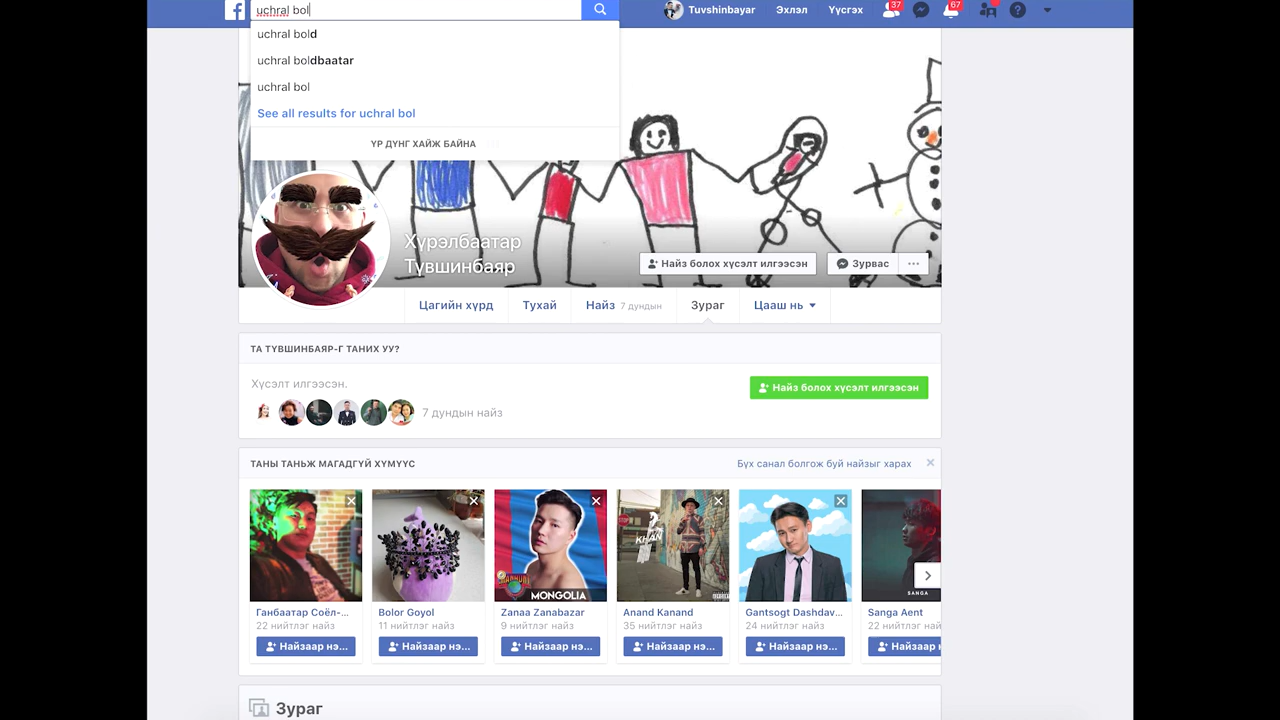 uchral bol
Tuvshinbayar
Эхлэл
Үүсгэх
37
67
uchral bold
uchral boldbaatar
uchral bol
See all results for uchral bol
ҮР ДҮНГ ХАЙЖ БАЙНА
Хүрэлбаатар
Түвшинбаяр
Найз болох хүсэлт илгээсэн
Зурвас
Цагийн хүрд
Тухай
Найз 7 дундын
Зураг
Цааш нь
ТА ТҮВШИНБАЯР-Г ТАНИХ УУ?
Хүсэлт илгээсэн.
Найз болох хүсэлт илгээсэн
7 дундын найз
ТАНЫ ТАНЬЖ МАГАДГҮЙ ХҮМҮҮС
Бүх санал болгож буй найзыг харах
KHAN
MONGOLIA
SANGA
Ганбаатар Соёл-...
22 нийтлэг найз
Найзаар нэ...
Bolor Goyol
11 нийтлэг найз
Найзаар нэ...
Zanaa Zanabazar
9 нийтлэг найз
Найзаар нэ...
Anand Kanand
35 нийтлэг найз
Найзаар нэ...
Gantsogt Dashdav...
24 нийтлэг найз
Найзаар нэ...
Sanga Aent
22 нийтлэг най
Найзаар н
Зураг